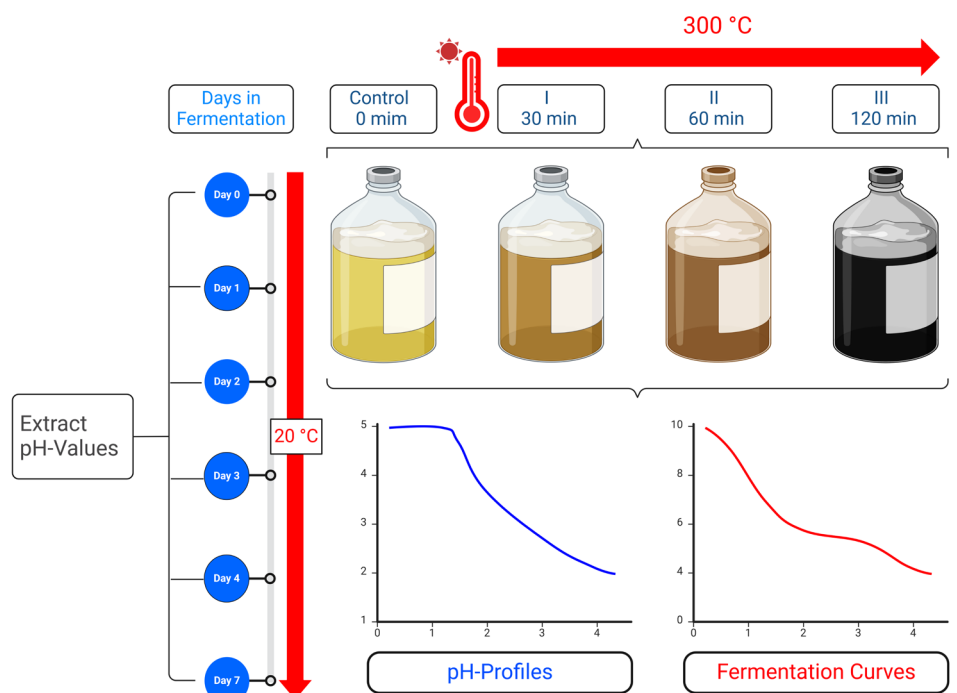 300 °C
Days in
Fermentation
Control
0 mim
I
30 min
II
60 min
III
120 min
Day 0
Day 1
Day 2
Day 3
Day 4
Day 7
Extract
pH-Values
20 °C
5
4
3
2
1
0
1
2
3
4
pH-Profiles
10
8
6
4
2
0
0
1
2
3
4
Fermentation Curves